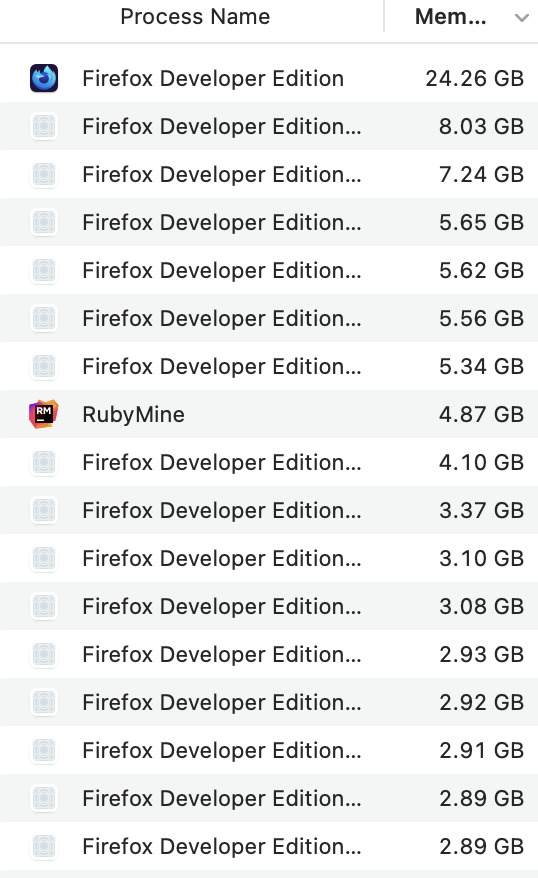 Process Name Mem...
Firefox Developer Edition 24.26 GB
Firefox Developer Edition... 8.03 GB
Firefox Developer Edition... 7.24 GB
Firefox Developer Edition... 5.65 GB
Firefox Developer Edition... 5.62 GB
Firefox Developer Edition... 5.56 GB
Firefox Developer Edition... 5.34 GB
RM RubyMine 4.87 GB
Firefox Developer Edition... 4.10 GB
Firefox Developer Edition... 3.37 GB
Firefox Developer Edition... 3.10 GB
Firefox Developer Edition... 3.08 GB
Firefox Developer Edition... 2.93 GB
Firefox Developer Edition... 2.92 GB
Firefox Developer Edition... 2.91 GB
Firefox Developer Edition... 2.89 GB
Firefox Developer Edition... 2.89 GB